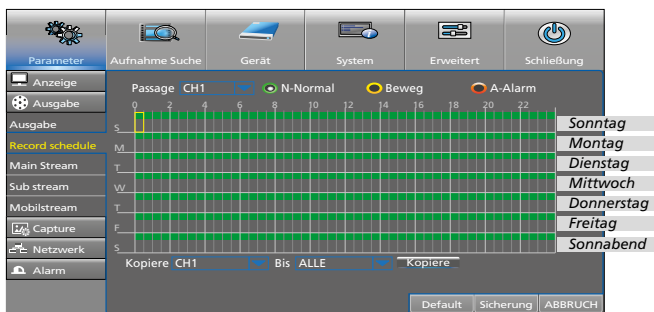 Parameter Aufnahme Suche Gerät System Erweitert Schließung
Anzeige
Ausgabe
Ausgabe
Record schedule
Main Stream
Sub stream
Mobilstream
Capture
Netzwerk
Alarm
Passage CH1 N-Normal Beweg A-Alarm
0 2 4 6 8 10 12 14 16 18 20 22
S Sonntag
M Montag
T Dienstag
W Mittwoch
T Donnerstag
F Freitag
S Sonnabend
Kopiere CH1 Bis ALLE Kopiere
Default Sicherung ABBRUCH